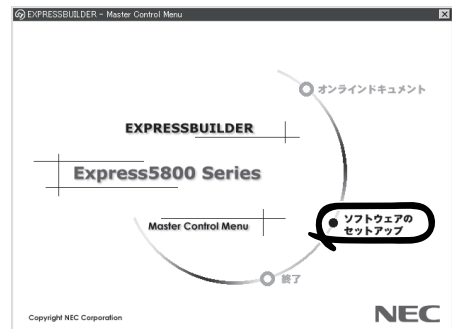 EXPRESSBUILDER - Master Control Menu
オンラインドキュメント
EXPRESSBUILDER
Express5800 Series
ソフトウェアの
セットアップ
Master Control Menu
終了
Copyright NEC Corporation
NEC